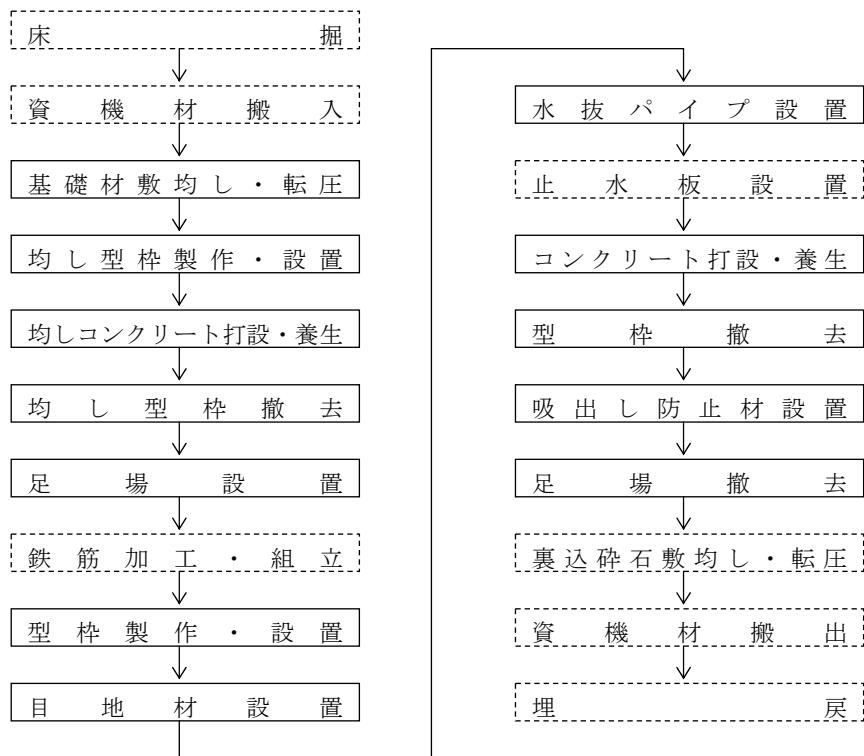 床掘
資機材搬入
基礎材敷均し・転圧
均し型枠製作・設置
均しコンクリート打設・養生
均し型枠撤去
足場設置
鉄筋加工・組立
型枠製作・設置
目地材設置
水抜パイプ設置
止水板設置
コンクリート打設・養生
型枠撤去
吸出し防止材設置
足場撤去
裏込砕石敷均し・転圧
資機材搬出
埋戻